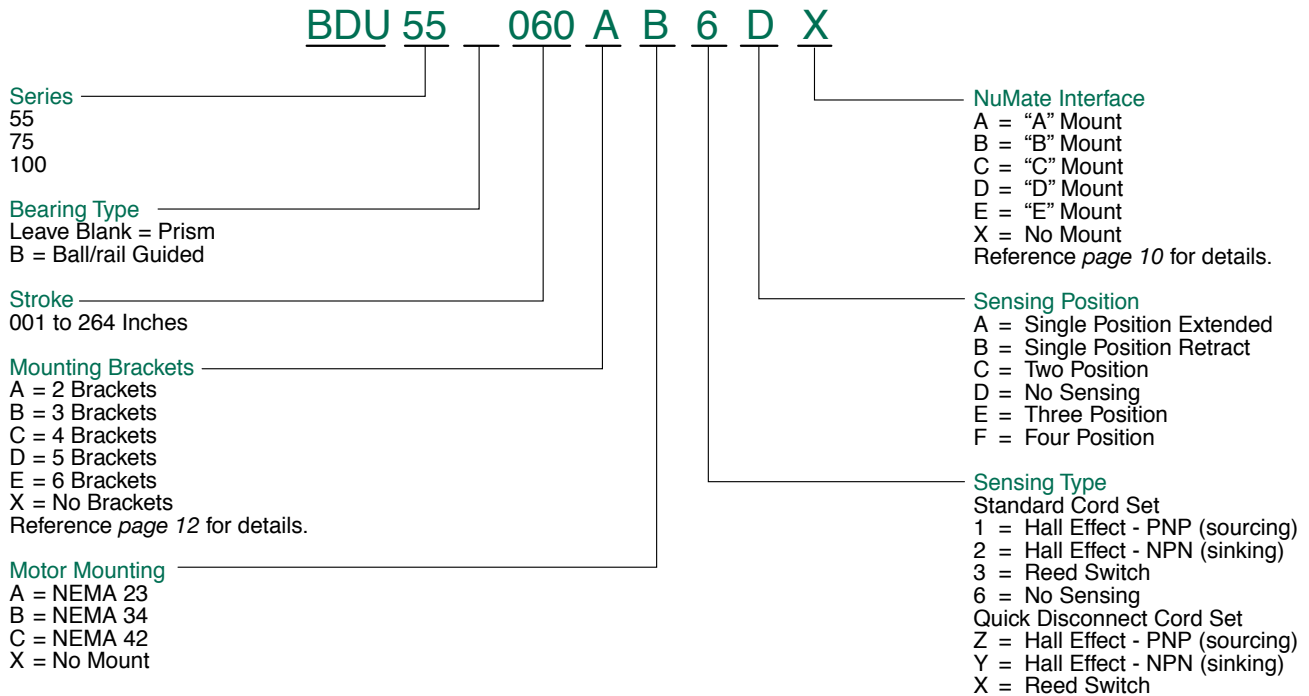 BDU 55 060 A B 6 D X
Series
55
75
100
Bearing Type
Leave Blank = Prism
B = Ball/rail Guided
Stroke
001 to 264 Inches
Mounting Brackets
A = 2 Brackets
B = 3 Brackets
C = 4 Brackets
D = 5 Brackets
E = 6 Brackets
X = No Brackets
Reference page 12 for details.
Motor Mounting
A = NEMA 23
B = NEMA 34
C = NEMA 42
X = No Mount
NuMate Interface
A = “A” Mount
B = “B” Mount
C = “C” Mount
D = “D” Mount
E = “E” Mount
X = No Mount
Reference page 10 for details.
Sensing Position
A = Single Position Extended
B = Single Position Retract
C = Two Position
D = No Sensing
E = Three Position
F = Four Position
Sensing Type
Standard Cord Set
1 = Hall Effect - PNP (sourcing)
2 = Hall Effect - NPN (sinking)
3 = Reed Switch
6 = No Sensing
Quick Disconnect Cord Set
Z = Hall Effect - PNP (sourcing)
Y = Hall Effect - NPN (sinking)
X = Reed Switch